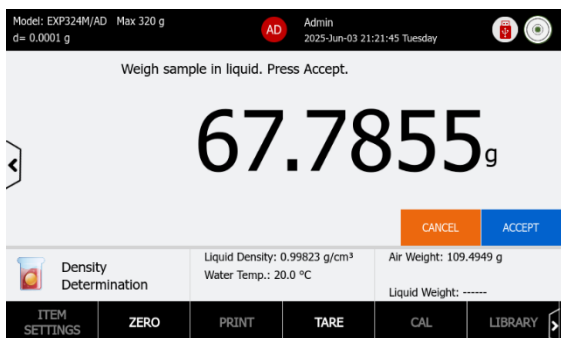 Model: EXP324M/AD Max 320 g
d= 0.0001 g
AD
Admin
2025-Jun-03 21:21:45 Tuesday
Weigh sample in liquid. Press Accept.
67.7855 g
CANCEL
ACCEPT
Density
Determination
Liquid Density: 0.99823 g/cm³
Water Temp.: 20.0 °C
Air Weight: 109.4949 g
Liquid Weight: ------
ITEM
SETTINGS
ZERO
PRINT
TARE
CAL
LIBRARY